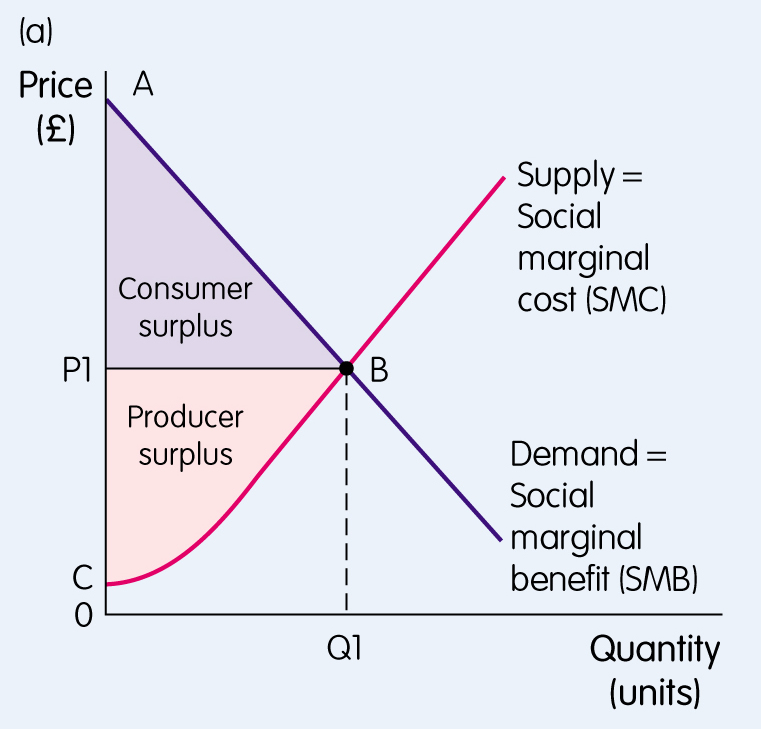 (a)
Price
(£)
A
Supply =
Social
marginal
cost (SMC)
Consumer
surplus
P1
B
Producer
surplus
Demand =
Social
marginal
benefit (SMB)
C
0
Q1
Quantity
(units)